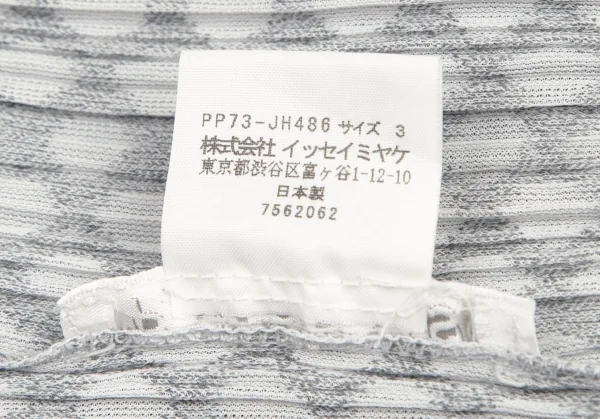 PP73-JH486 サイズ 3
株式会社 イッセイミヤケ
東京都渋谷区富ヶ谷1-12-10
日本製
7562062